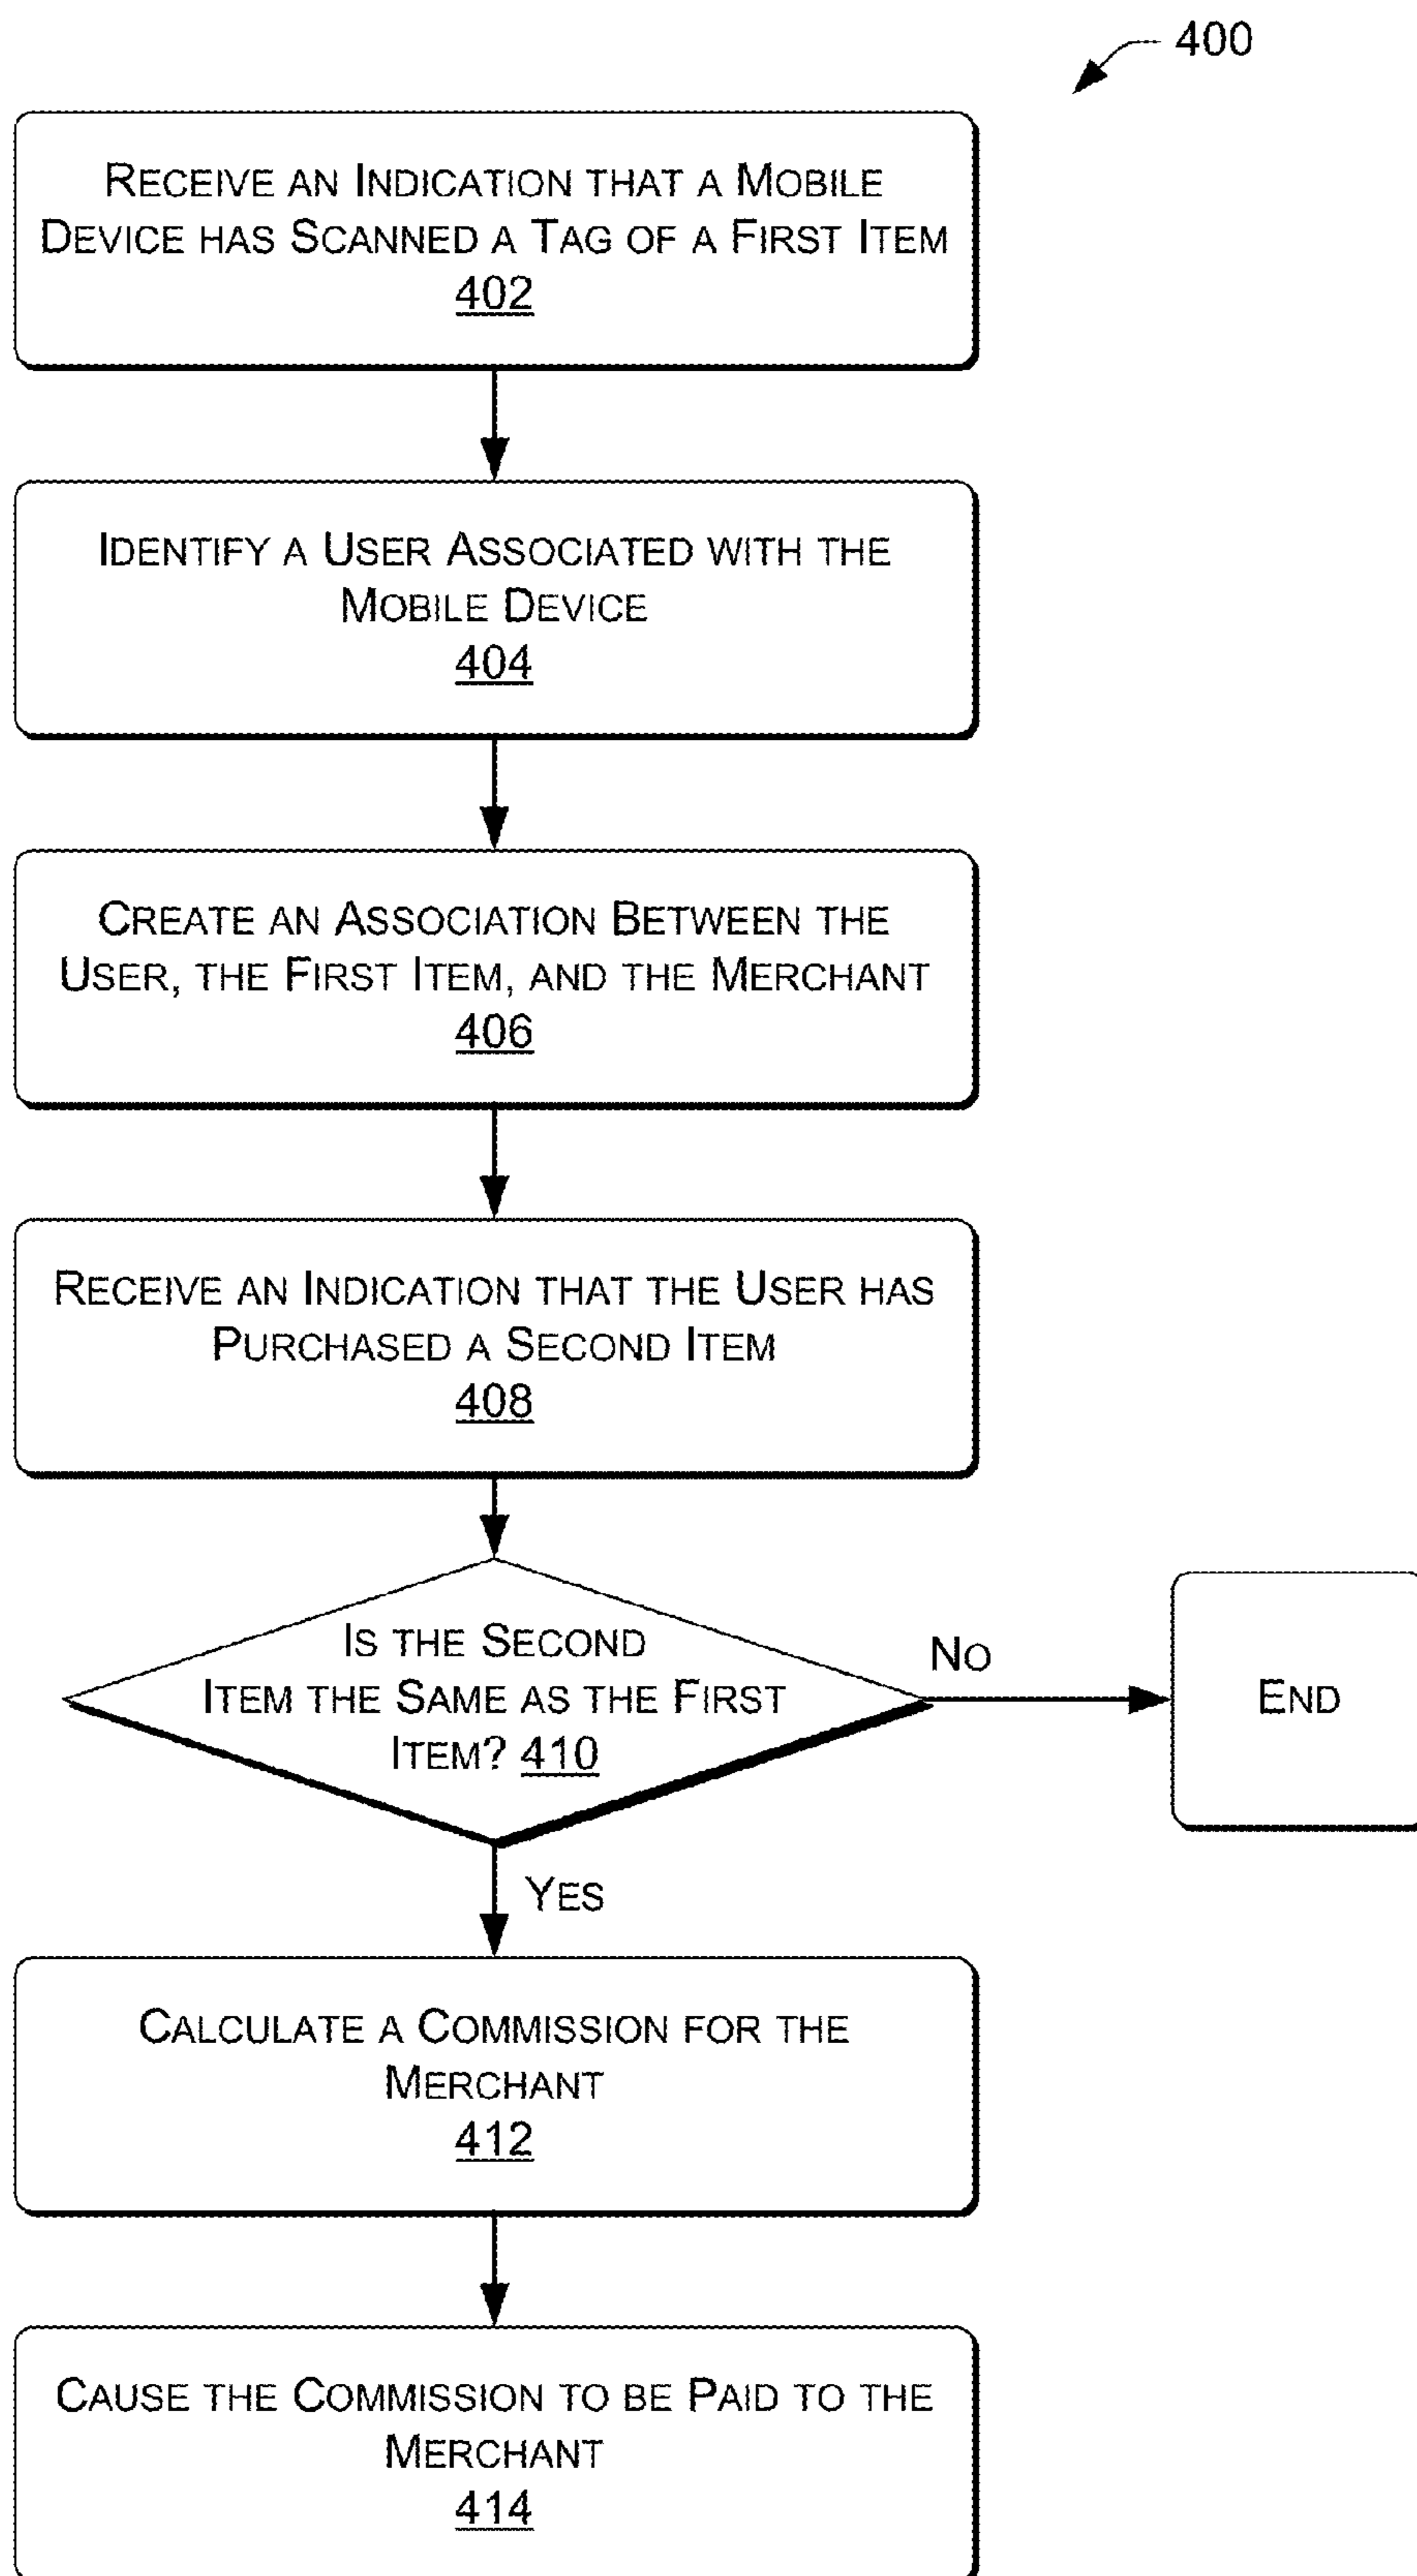 400
RECEIVE AN INDICATION THAT A MOBILE
DEVICE HAS SCANNED A TAG OF A FIRST ITEM
402
IDENTIFY A USER ASSOCIATED WITH THE
MOBILE DEVICE
404
CREATE AN ASSOCIATION BETWEEN THE
USER, THE FIRST ITEM, AND THE MERCHANT
406
RECEIVE AN INDICATION THAT THE USER HAS
PURCHASED A SECOND ITEM
408
IS THE SECOND
ITEM THE SAME AS THE FIRST
ITEM? 410
NO
END
YES
CALCULATE A COMMISSION FOR THE
MERCHANT
412
CAUSE THE COMMISSION TO BE PAID TO THE
MERCHANT
414